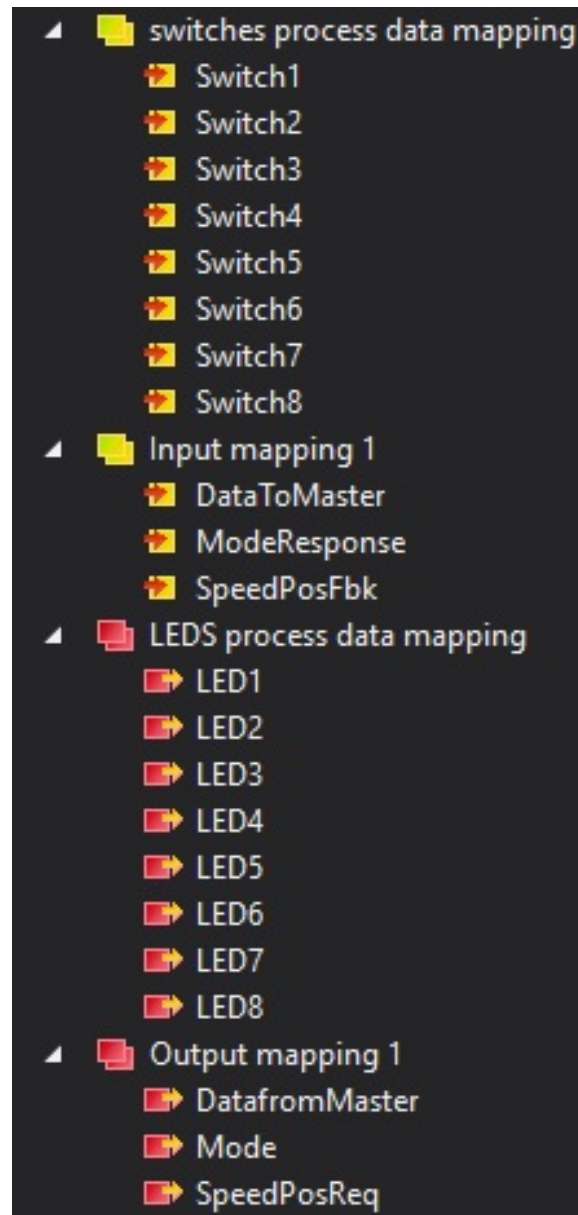 switches process data mapping
Switch1
Switch2
Switch3
Switch4
Switch5
Switch6
Switch7
Switch8
Input mapping 1
DataToMaster
ModeResponse
SpeedPosFbk
LEDS process data mapping
LED1
LED2
LED3
LED4
LED5
LED6
LED7
LED8
Output mapping 1
DatafromMaster
Mode
SpeedPosReq